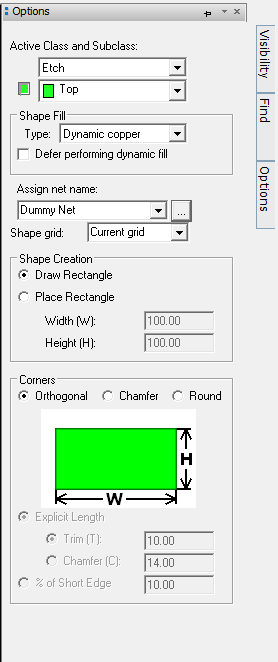 Options
Active Class and Subclass:
Etch
Top
Shape Fill
Type: Dynamic copper
Defer performing dynamic fill
Assign net name:
Dummy Net ...
Shape grid: Current grid
Shape Creation
Draw Rectangle
Place Rectangle
Width (W): 100.00
Height (H): 100.00
Corners
Orthogonal Chamfer Round
H
W
Explicit Length
Trim (T): 10.00
Chamfer (C): 14.00
% of Short Edge 10.00
Visibility
Find
Options